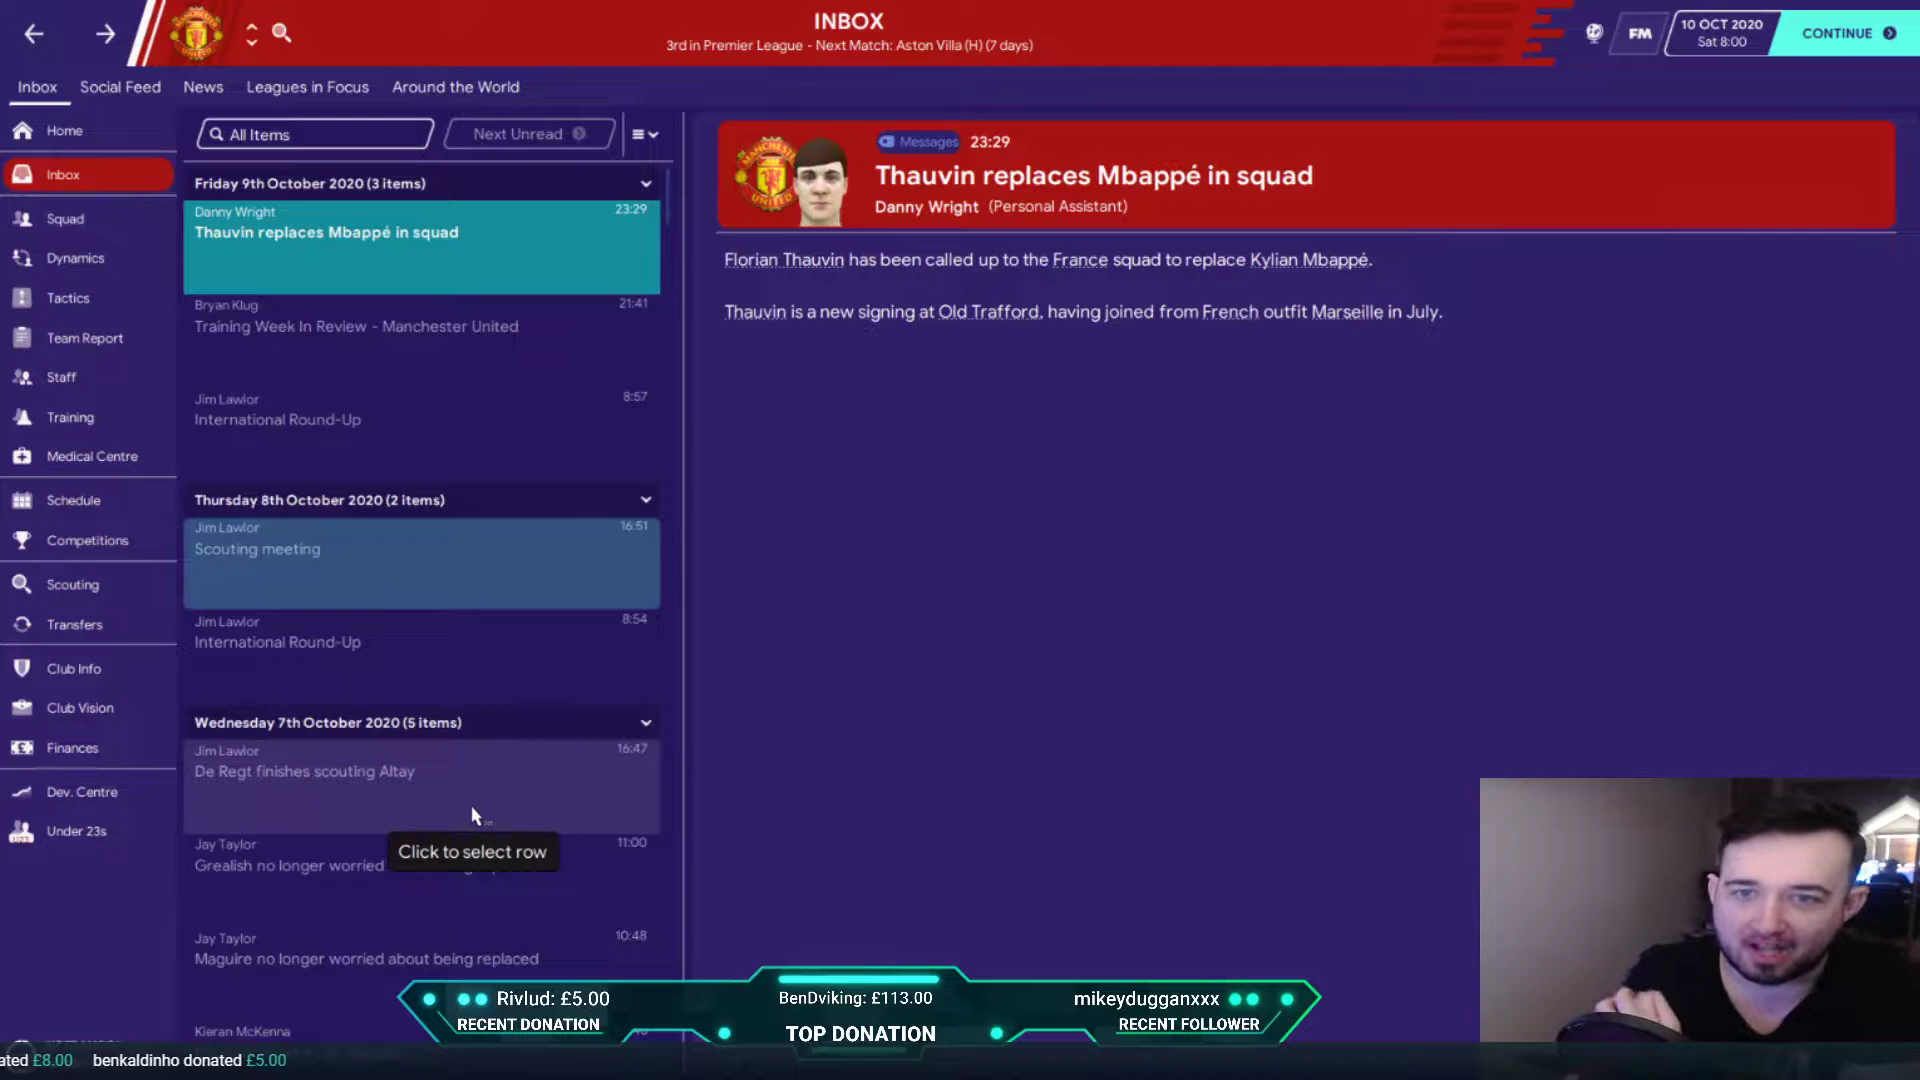 INBOX
3rd in Premier League - Next Match: Aston Villa (H) (7 days)
FM
10 OCT 2020
Sat 8:00
CONTINUE
Inbox
Social Feed
News
Leagues in Focus
Around the World
Home
Inbox
Squad
Dynamics
Tactics
Team Report
Staff
Training
Medical Centre
Schedule
Competitions
Scouting
Transfers
Club Info
Club Vision
Finances
Dev. Centre
Under 23s
All Items
Next Unread
Friday 9th October 2020 (3 items)
Danny Wright 23:29
Thauvin replaces Mbappé in squad
Bryan Klug 21:41
Training Week In Review - Manchester United
Jim Lawlor 8:57
International Round-Up
Thursday 8th October 2020 (2 items)
Jim Lawlor 16:51
Scouting meeting
Jim Lawlor 8:54
International Round-Up
Wednesday 7th October 2020 (5 items)
Jim Lawlor 16:47
De Regt finishes scouting Altay
Click to select row
Jay Taylor 11:00
Grealish no longer worried
Jay Taylor 10:48
Maguire no longer worried about being replaced
Kieran McKenna
Messages 23:29
Thauvin replaces Mbappé in squad
Danny Wright (Personal Assistant)
Florian Thauvin has been called up to the France squad to replace Kylian Mbappé.
Thauvin is a new signing at Old Trafford, having joined from French outfit Marseille in July.
Rivlud: £5.00
RECENT DONATION
BenDviking: £113.00
TOP DONATION
mikeydugganxxx
RECENT FOLLOWER
ated £8.00 benkaldinho donated £5.00